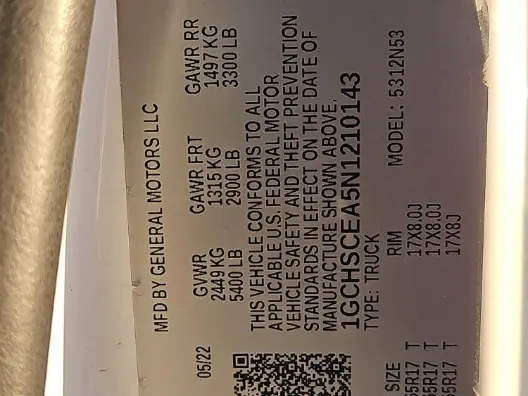 MFD BY GENERAL MOTORS LLC
05/22 GVWR GAWR FRT GAWR RR
2449 KG 1315 KG 1497 KG
5400 LB 2900 LB 3300 LB
THIS VEHICLE CONFORMS TO ALL
APPLICABLE U.S. FEDERAL MOTOR
VEHICLE SAFETY AND THEFT PREVENTION
STANDARDS IN EFFECT ON THE DATE OF
MANUFACTURE SHOWN ABOVE.
1GCHSCEA5N1210143
TYPE: TRUCK MODEL: 5312N53
SIZE RIM
5R17 T 17X8.0J
5R17 T 17X8.0J
5R17 T 17X8J